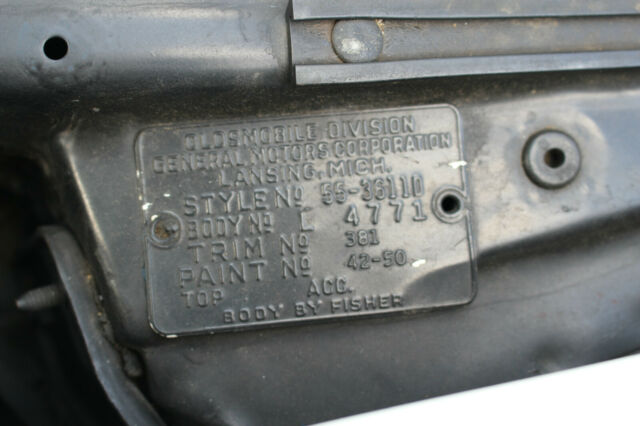 OLDSMOBILE DIVISION
GENERAL MOTORS CORPORATION
LANSING, MICH.
STYLE Nº 55-3611D
BODY Nº L 4771
TRIM Nº 381
PAINT Nº 42-50
TOP ACC.
BODY BY FISHER